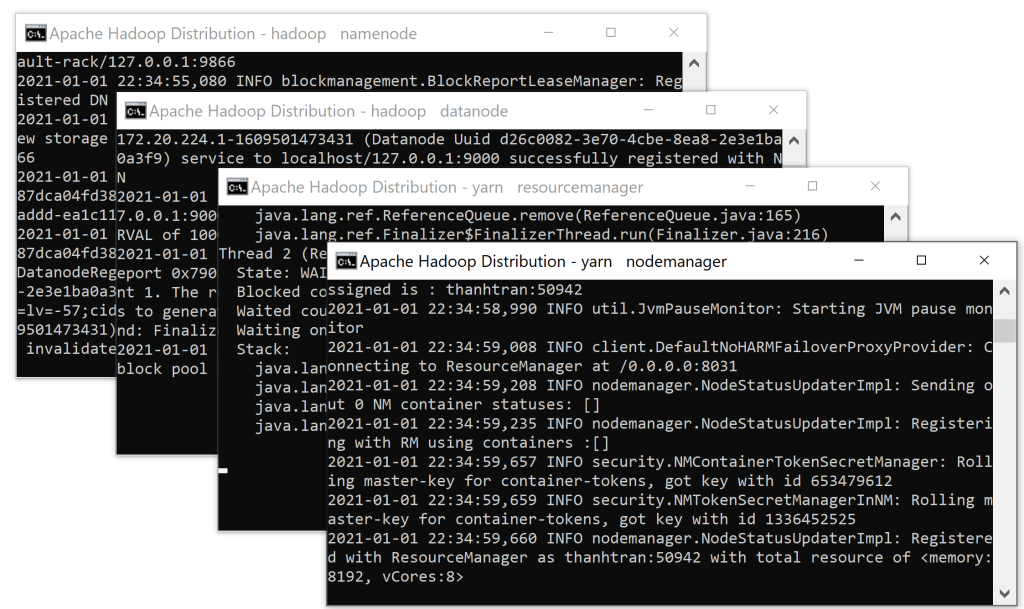 Apache Hadoop Distribution - hadoop namenode
ault-rack/127.0.0.1:9866
2021-01-01 22:34:55,080 INFO blockmanagement.BlockReportLeaseManager: Reg
istered DN
2021-01-01
ew storage
66
2021-01-01
87dca04fd38
addd-ea1c11
2021-01-01
87dca04fd38
DatanodeReg
-2e3e1ba0a3
=lv=-57;cid
9501473431)
invalidate
Apache Hadoop Distribution - hadoop datanode
172.20.224.1-1609501473431 (Datanode Uuid d26c0082-3e70-4cbe-8ea8-2e3e1ba
0a3f9) service to localhost/127.0.0.1:9000 successfully registered with N
N
2021-01-01
7.0.0.1:900
RVAL of 100
2021-01-01
eport 0x790
nt 1. The r
s to genera
nd: Finaliz
2021-01-01
block pool
Apache Hadoop Distribution - yarn resourcemanager
java.lang.ref.ReferenceQueue.remove(ReferenceQueue.java:165)
java.lang.ref.Finalizer$FinalizerThread.run(Finalizer.java:216)
Thread 2 (Re
State: WAI
Blocked co
Waited cou
Waiting on
Stack:
java.lan
java.lan
java.lan
java.lan
Apache Hadoop Distribution - yarn nodemanager
ssigned is : thanhtran:50942
2021-01-01 22:34:58,990 INFO util.JvmPauseMonitor: Starting JVM pause mon
itor
2021-01-01 22:34:59,008 INFO client.DefaultNoHARMFailoverProxyProvider: C
onnecting to ResourceManager at /0.0.0.0:8031
2021-01-01 22:34:59,208 INFO nodemanager.NodeStatusUpdaterImpl: Sending o
ut 0 NM container statuses: []
2021-01-01 22:34:59,235 INFO nodemanager.NodeStatusUpdaterImpl: Registeri
ng with RM using containers :[]
2021-01-01 22:34:59,657 INFO security.NMContainerTokenSecretManager: Roll
ing master-key for container-tokens, got key with id 653479612
2021-01-01 22:34:59,659 INFO security.NMTokenSecretManagerInNM: Rolling m
aster-key for container-tokens, got key with id 1336452525
2021-01-01 22:34:59,660 INFO nodemanager.NodeStatusUpdaterImpl: Registere
d with ResourceManager as thanhtran:50942 with total resource of <memory:
8192, vCores:8>